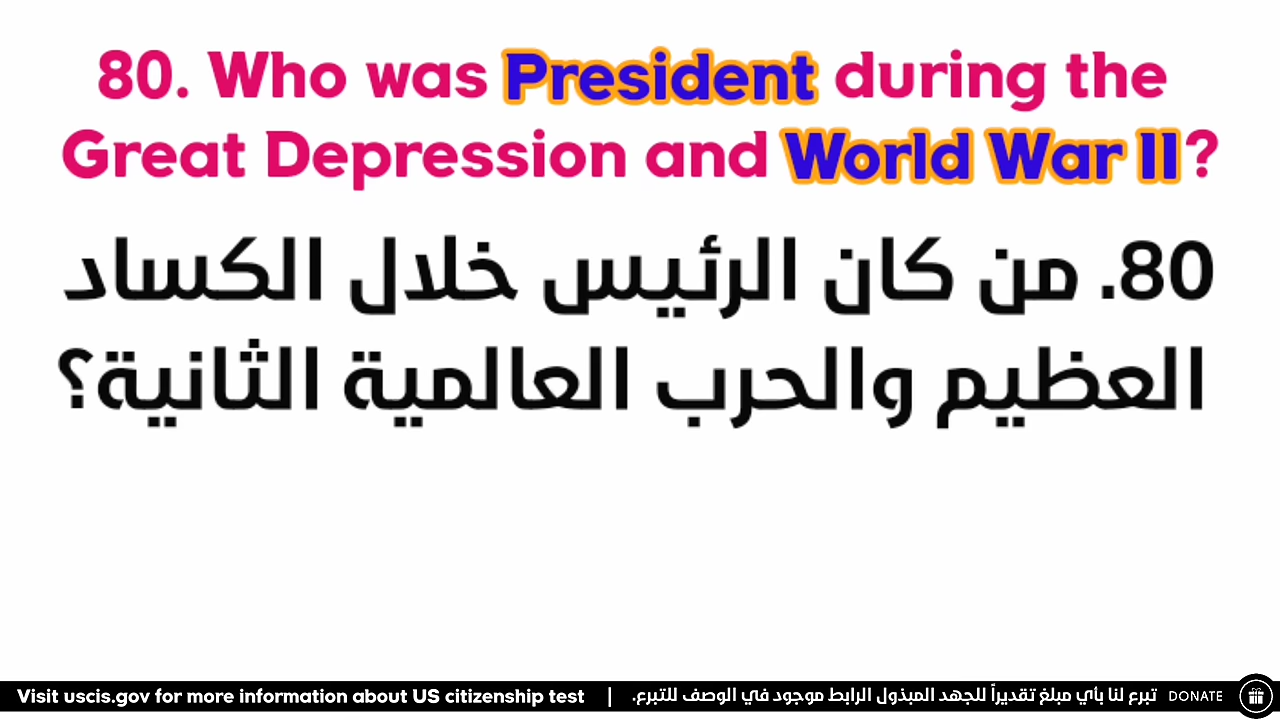 80. Who was President during the
Great Depression and World War II?
80. من كان الرئيس خلال الكساد
العظيم والحرب العالمية الثانية؟
Visit uscis.gov for more information about US citizenship test | تبرع لنا بأي مبلغ تقديراً للجهد المبذول الرابط موجود في الوصف للتبرع. DONATE